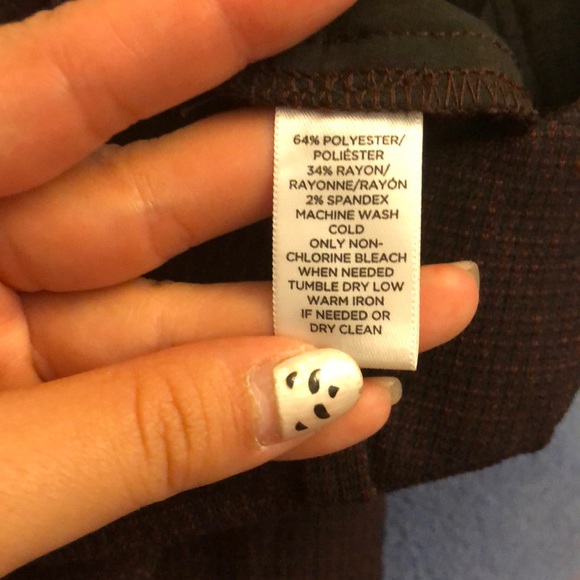 64% POLYESTER/
POLIÉSTER
34% RAYON/
RAYONNE/RAYÓN
2% SPANDEX
MACHINE WASH
COLD
ONLY NON-
CHLORINE BLEACH
WHEN NEEDED
TUMBLE DRY LOW
WARM IRON
IF NEEDED OR
DRY CLEAN